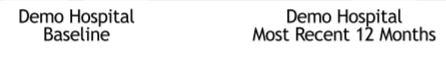 Demo Hospital
Baseline
Demo Hospital
Most Recent 12 Months